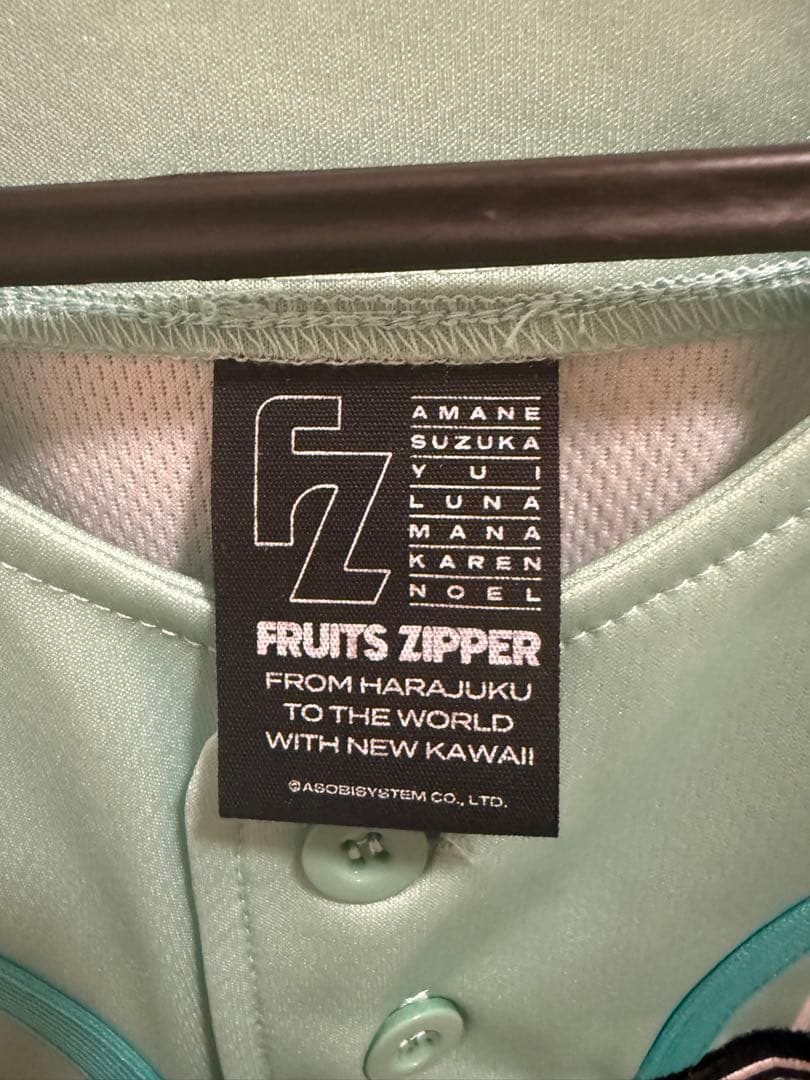 FZ
AMANE
SUZUKA
YUI
LUNA
MANA
KAREN
NOEL
FRUITS ZIPPER
FROM HARAJUKU
TO THE WORLD
WITH NEW KAWAII
©ASOBISYSTEM CO., LTD.